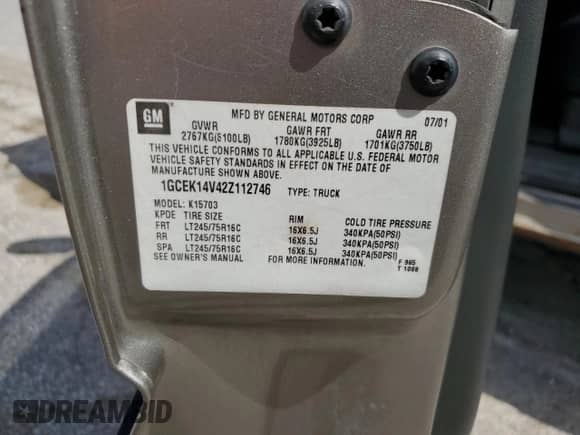 GM
MFD BY GENERAL MOTORS CORP 07/01
GVWR GAWR FRT GAWR RR
2767KG(6100LB) 1780KG(3925LB) 1701KG(3750LB)
THIS VEHICLE CONFORMS TO ALL APPLICABLE U.S. FEDERAL MOTOR
VEHICLE SAFETY STANDARDS IN EFFECT ON THE DATE OF
MANUFACTURE SHOWN ABOVE.
1GCEK14V42Z112746 TYPE: TRUCK
MODEL: K15703
KPDE TIRE SIZE RIM COLD TIRE PRESSURE
FRT LT245/75R16C 16X6.5J 340KPA(50PSI)
RR LT245/75R16C 16X6.5J 340KPA(50PSI)
SPA LT245/75R16C 16X6.5J 340KPA(50PSI)
SEE OWNER'S MANUAL FOR MORE INFORMATION.
F 965
T 1088
DREAMBID